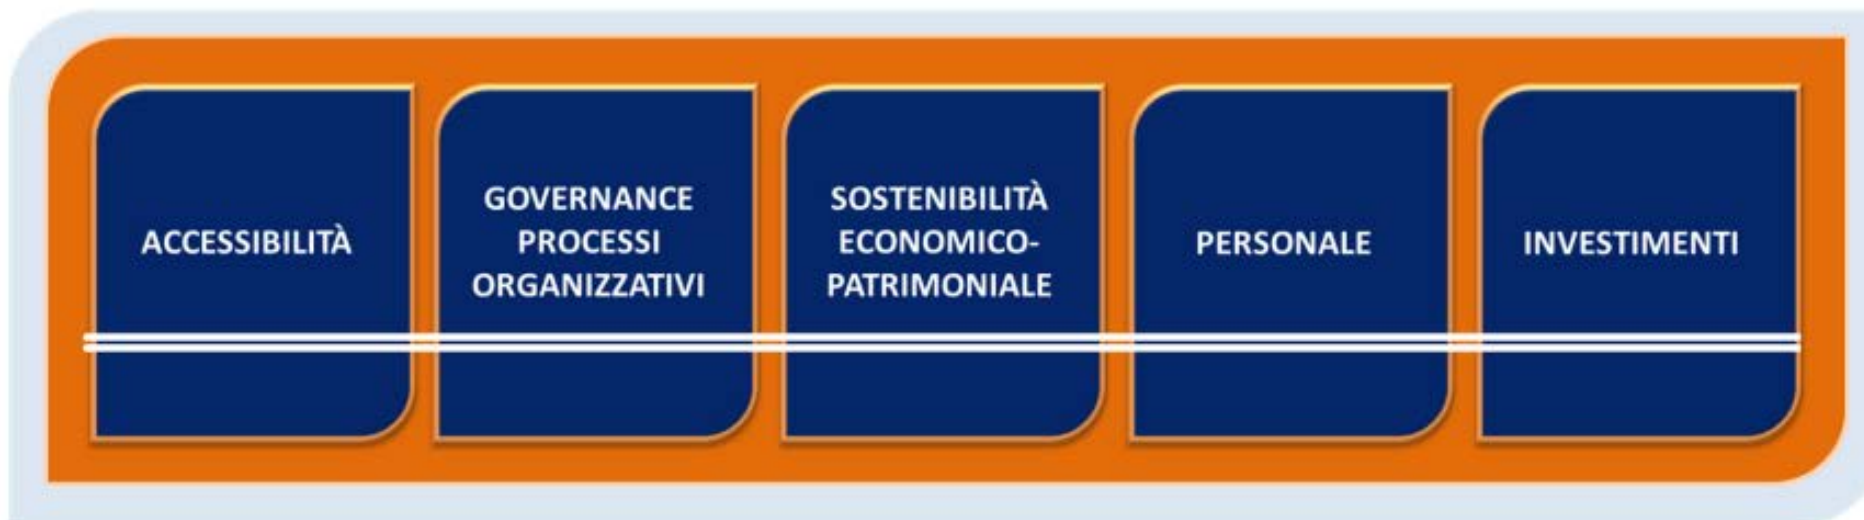 ACCESSIBILITÀ
GOVERNANCE
PROCESSI
ORGANIZZATIVI
SOSTENIBILITÀ
ECONOMICO-
PATRIMONIALE
PERSONALE
INVESTIMENTI